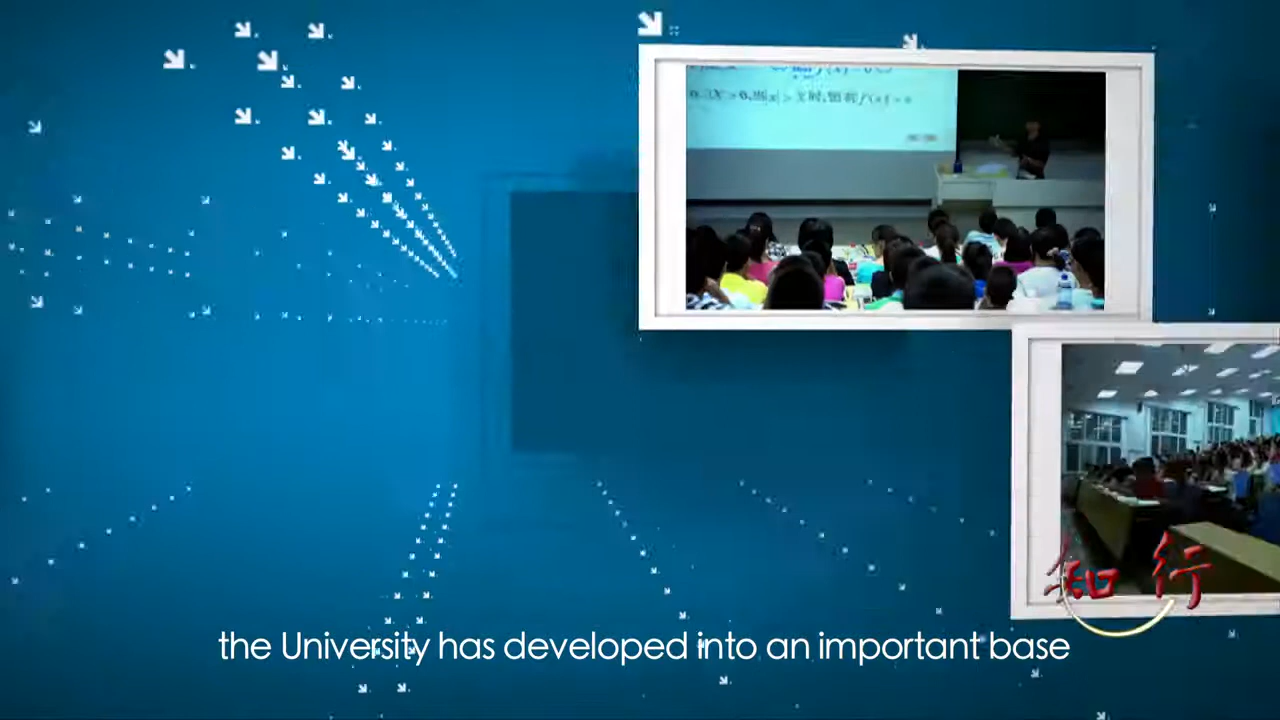 知行
the University has developed into an important base